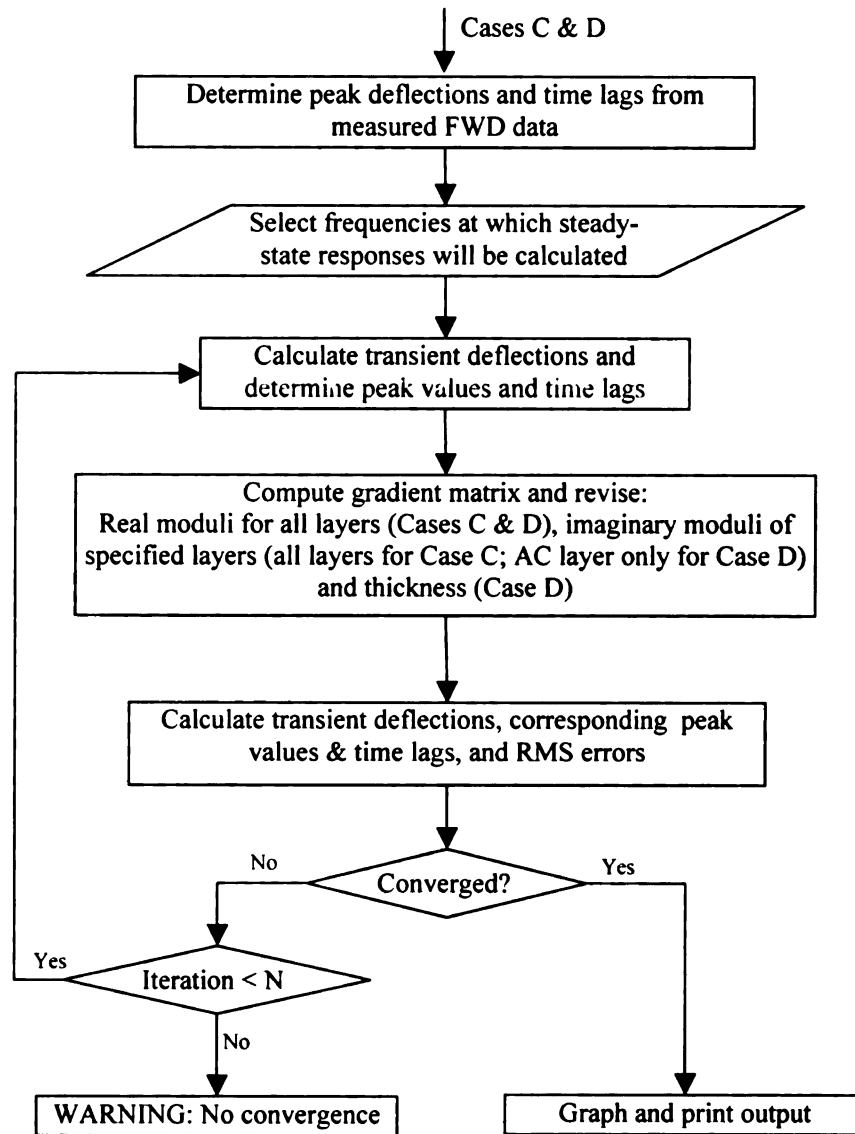 Cases C & D
Determine peak deflections and time lags from
measured FWD data
Select frequencies at which steady-
state responses will be calculated
Calculate transient deflections and
determine peak values and time lags
Compute gradient matrix and revise:
Real moduli for all layers (Cases C & D), imaginary moduli of
specified layers (all layers for Case C; AC layer only for Case D)
and thickness (Case D)
Calculate transient deflections, corresponding peak
values & time lags, and RMS errors
No
Converged?
Yes
Yes
Iteration < N
No
WARNING: No convergence
Graph and print output